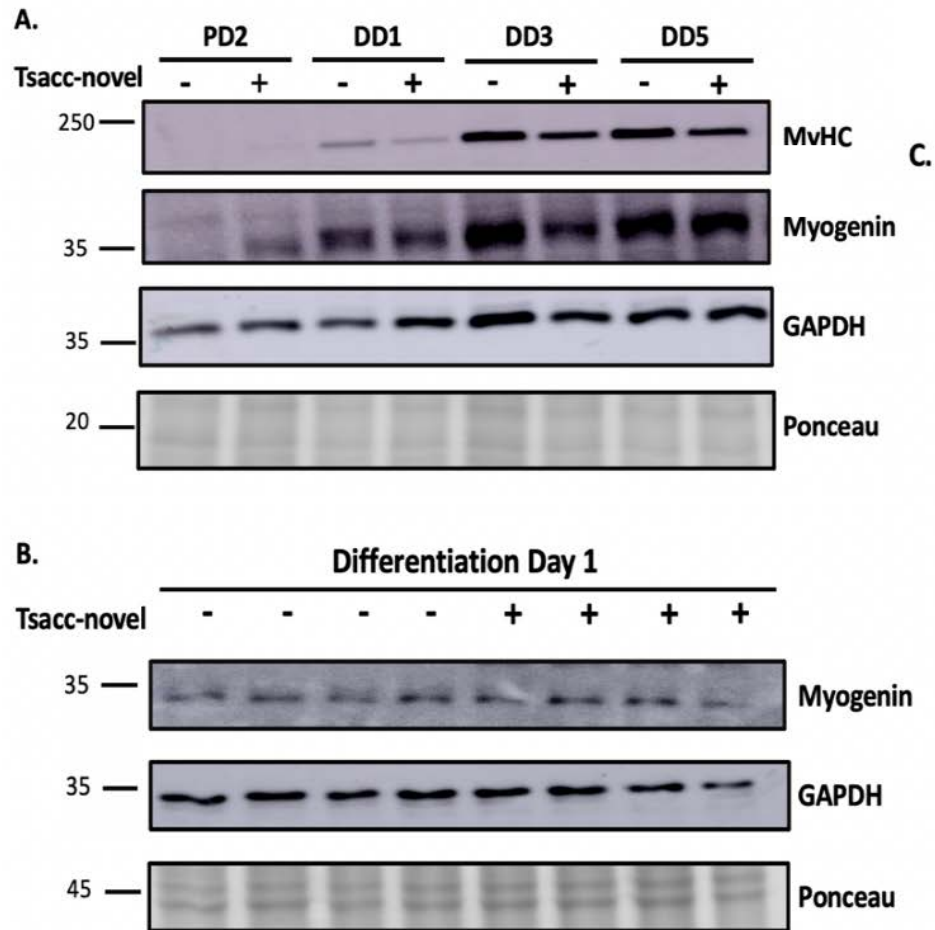 A.
PD2 DD1 DD3 DD5
Tsacc-novel - + - + - + - +
250 MvHC
C.
35 Myogenin
35 GAPDH
20 Ponceau
B.
Differentiation Day 1
Tsacc-novel - - - - + + + +
35 Myogenin
35 GAPDH
45 Ponceau